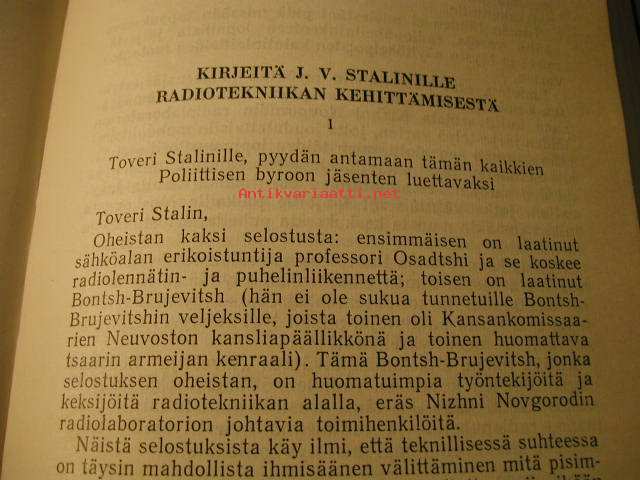 KIRJEITÄ J. V. STALINILLE
RADIOTEKNIIKAN KEHITTÄMISESTÄ
1
Toveri Stalinille, pyydän antamaan tämän kaikkien
Poliittisen byroon jäsenten luettavaksi
Antikvariaatti.net
Toveri Stalin,
Oheistan kaksi selostusta: ensimmäisen on laatinut
sähköalan erikoistuntija professori Osadtshi ja se koskee
radiolennätin- ja puhelinliikennettä; toisen on laatinut
Bontsh-Brujevitsh (hän ei ole sukua tunnetuille Bontsh-
Brujevitshin veljeksille, joista toinen oli Kansankomissaa-
rien Neuvoston kansliapäällikkönä ja toinen huomattava
tsaarin armeijan kenraali). Tämä Bontsh-Brujevitsh, jonka
selostuksen oheistan, on huomatuimpia työntekijöitä ja
keksijöitä radiotekniikan alalla, eräs Nizhni Novgorodin
radiolaboratorion johtavia toimihenkilöitä.
Näistä selostuksista käy ilmi, että teknillisessä suhteessa
on täysin mahdollista ihmisäänen välittäminen mitä pisim-